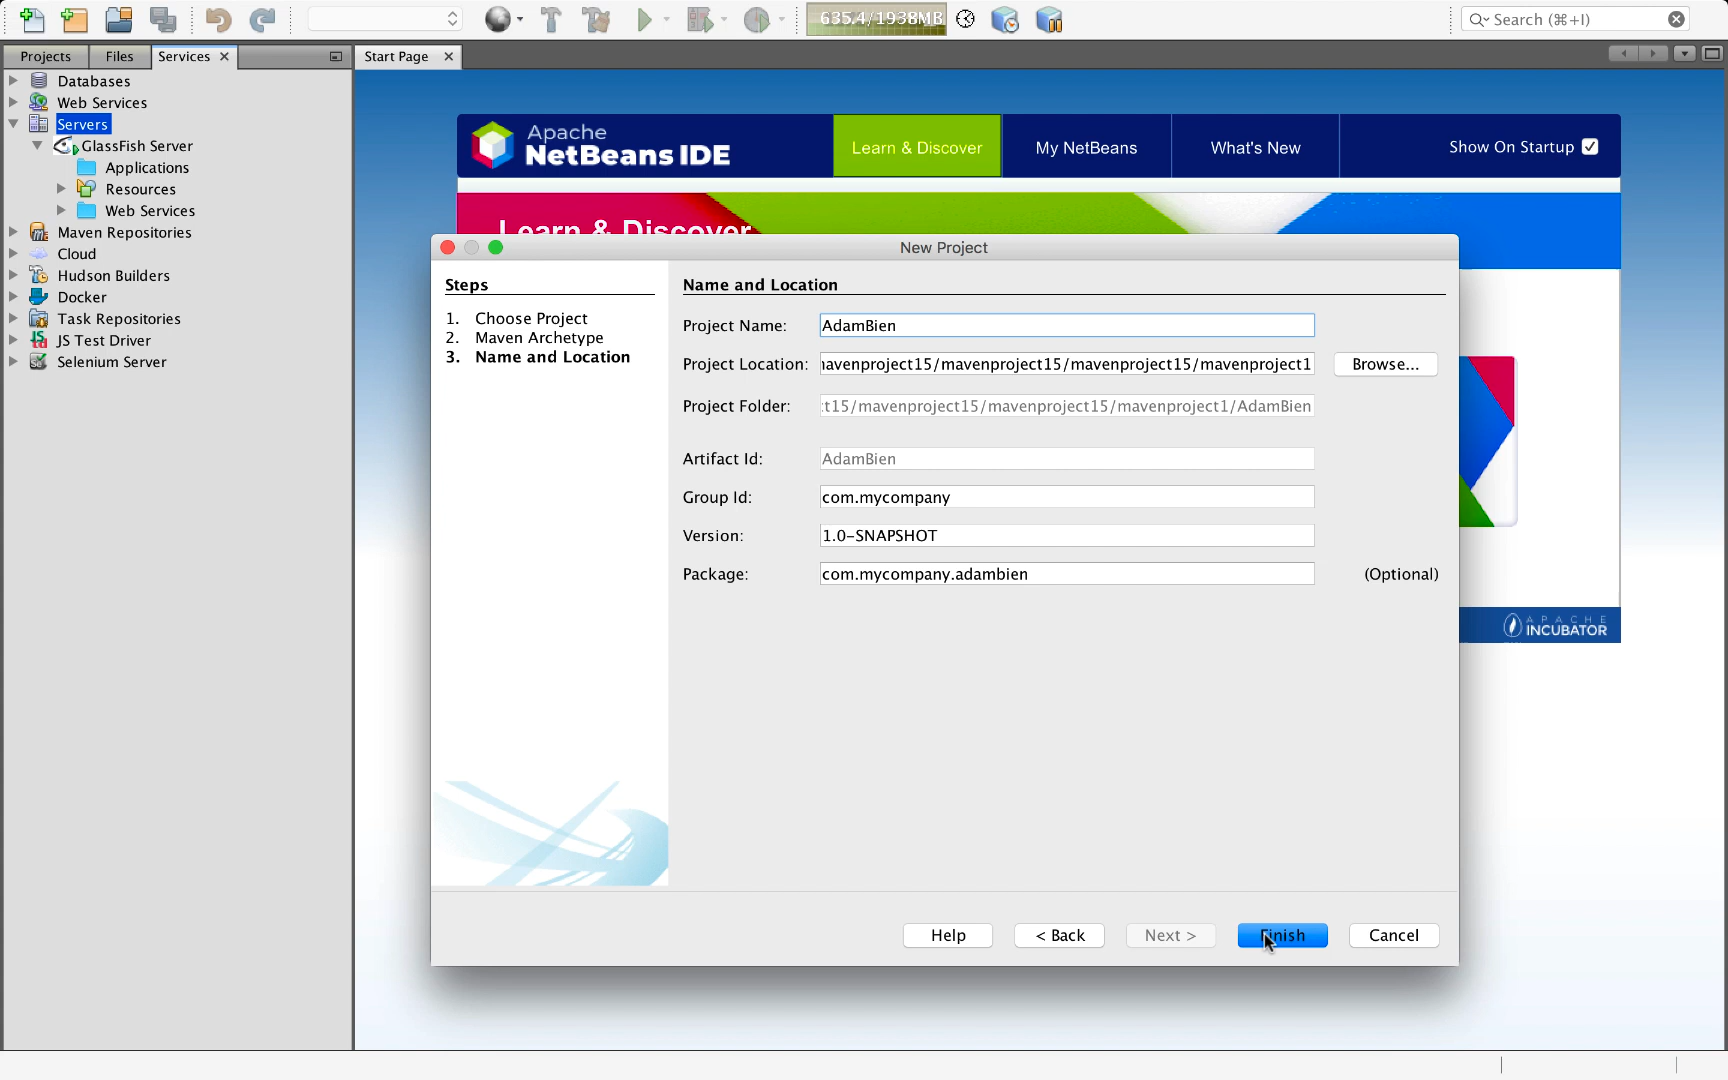 635.4/1938MB
Search (⌘+I)
Projects
Files
Services
Start Page
Databases
Web Services
Servers
GlassFish Server
Applications
Resources
Web Services
Maven Repositories
Cloud
Hudson Builders
Docker
Task Repositories
JS Test Driver
Selenium Server
Apache
NetBeans IDE
Learn & Discover
My NetBeans
What's New
Show On Startup
Learn & Discover
New Project
Steps
1. Choose Project
2. Maven Archetype
3. Name and Location
Name and Location
Project Name: AdamBien
Project Location: navenproject15/mavenproject15/mavenproject15/mavenproject1 Browse...
Project Folder: :t15/mavenproject15/mavenproject15/mavenproject1/AdamBien
Artifact Id: AdamBien
Group Id: com.mycompany
Version: 1.0-SNAPSHOT
Package: com.mycompany.adambien (Optional)
APACHE
INCUBATOR
Help
< Back
Next >
Finish
Cancel